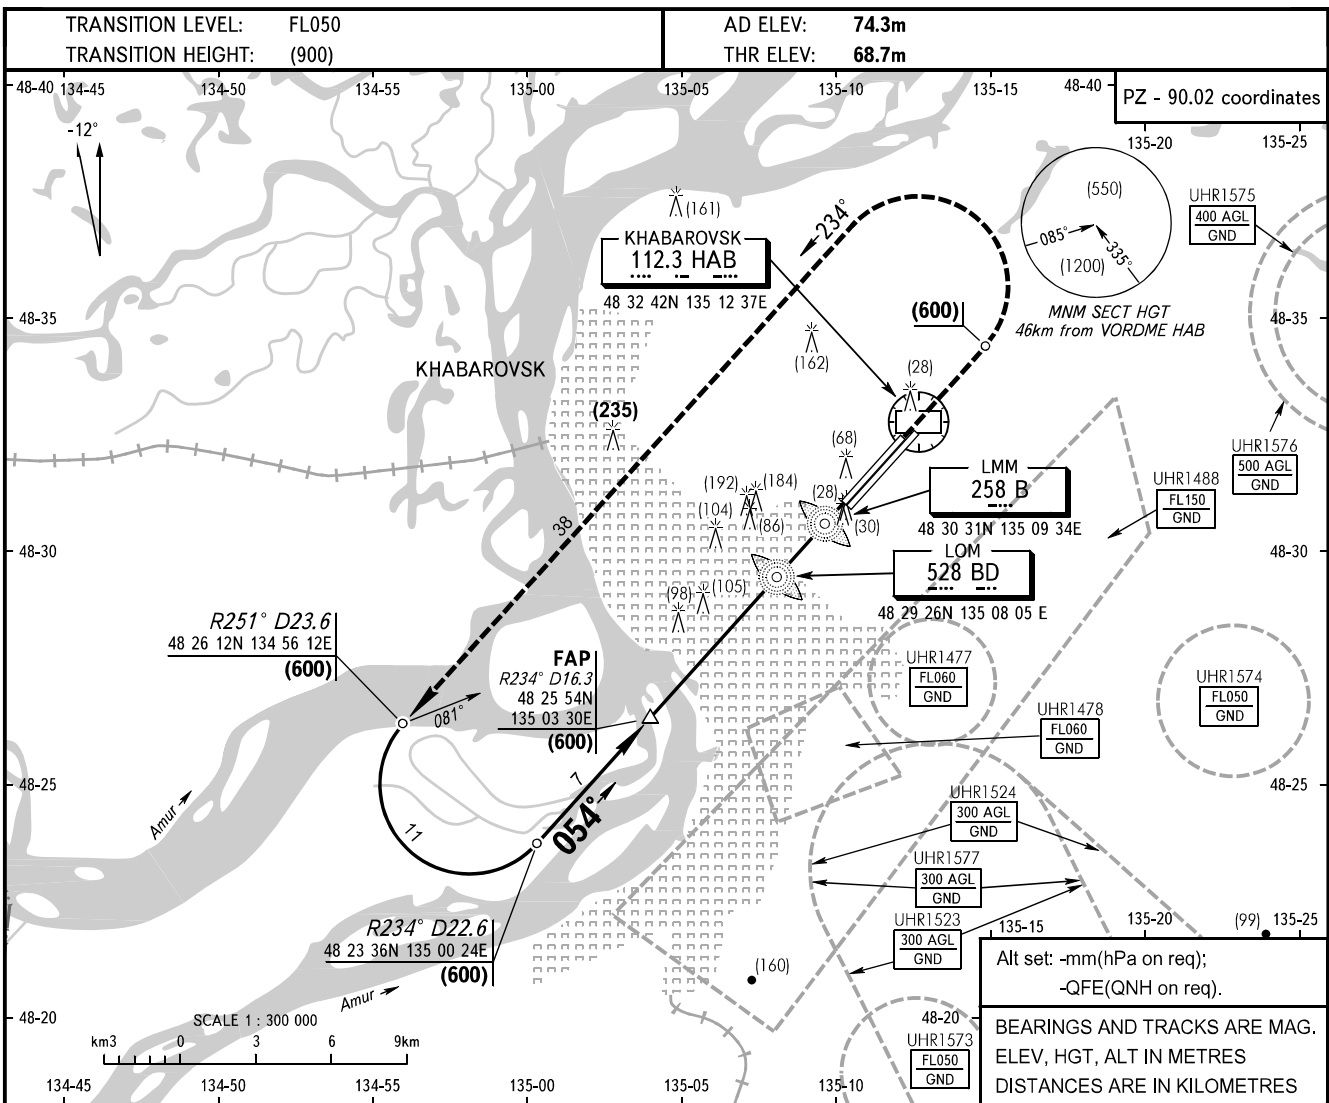 TRANSITION LEVEL: FL050
TRANSITION HEIGHT: (900)
AD ELEV: 74.3m
THR ELEV: 68.7m
48-40 134-45 134-50 134-55 135-00 135-05 135-10 135-15 48-40
PZ - 90.02 coordinates
135-20 135-25
-12°
(161)
234°
(550)
085°
335°
(1200)
MNM SECT HGT
46km from VORDME HAB
UHR1575
400 AGL
GND
KHABAROVSK
112.3 HAB
48 32 42N 135 12 37E
48-35
(600)
48-35
(162)
(28)
KHABAROVSK
(235)
UHR1576
500 AGL
GND
(68)
LMM
258 B
48 30 31N 135 09 34E
UHR1488
FL150
GND
(192)
(184)
(28)
(104)
(86)
(30)
38
48-30
48-30
LOM
528 BD
48 29 26N 135 08 05 E
(98)
(105)
R251° D23.6
48 26 12N 134 56 12E
(600)
FAP
R234° D16.3
48 25 54N
135 03 30E
(600)
081°
UHR1477
FL060
GND
UHR1574
FL050
GND
UHR1478
FL060
GND
48-25
48-25
7
054°
11
Amur
UHR1524
300 AGL
GND
UHR1577
300 AGL
GND
UHR1523
300 AGL
GND
135-15 135-20 (99) 135-25
R234° D22.6
48 23 36N 135 00 24E
(600)
(160)
Amur
Alt set: -mm(hPa on req);
-QFE(QNH on req).
48-20
48-20
SCALE 1 : 300 000
km3 0 3 6 9km
UHR1573
FL050
GND
BEARINGS AND TRACKS ARE MAG.
ELEV, HGT, ALT IN METRES
DISTANCES ARE IN KILOMETRES
134-45 134-50 134-55 135-00 135-05 135-10